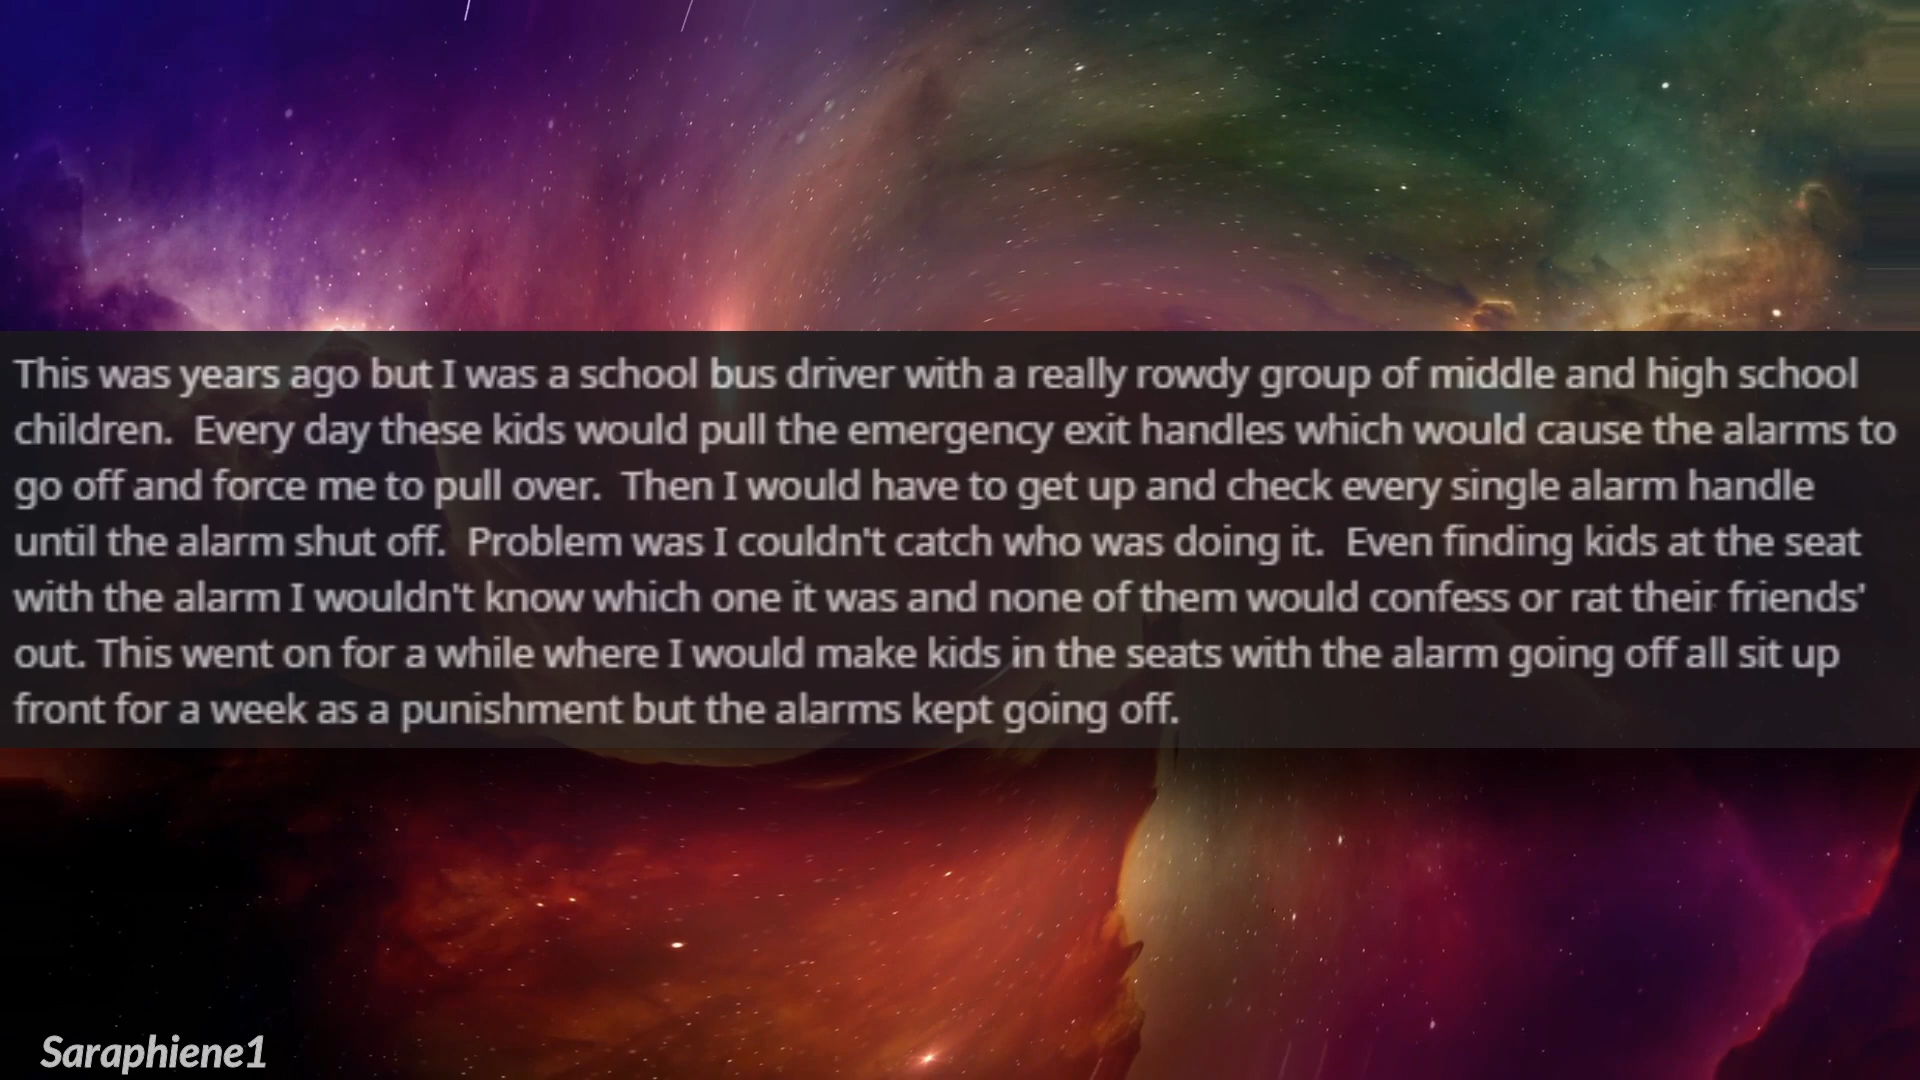 This was years ago but I was a school bus driver with a really rowdy group of middle and high school
children.  Every day these kids would pull the emergency exit handles which would cause the alarms to
go off and force me to pull over.  Then I would have to get up and check every single alarm handle
until the alarm shut off.  Problem was I couldn't catch who was doing it.  Even finding kids at the seat
with the alarm I wouldn't know which one it was and none of them would confess or rat their friends'
out. This went on for a while where I would make kids in the seats with the alarm going off all sit up
front for a week as a punishment but the alarms kept going off.
Saraphiene1